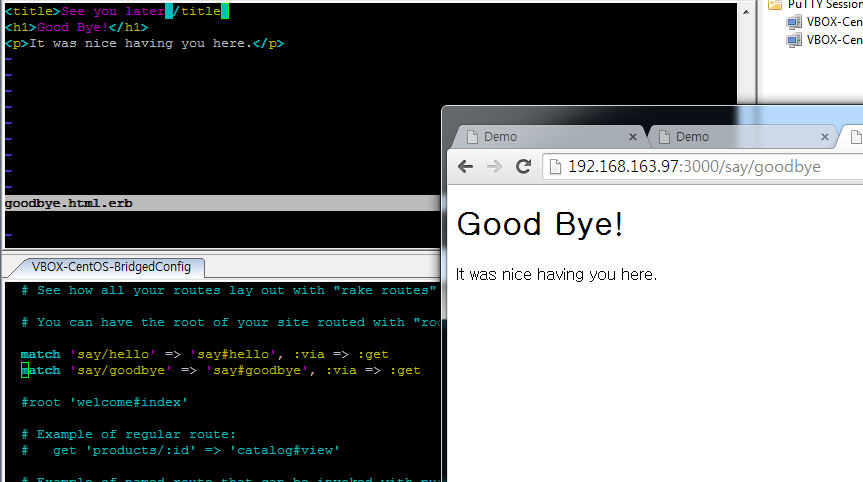 <title>See you later</title>
<h1>Good Bye!</h1>
<p>It was nice having you here.</p>
~
~
~
~
~
~
~
~
~
goodbye.html.erb
~
VBOX-CentOS-BridgedConfig
# See how all your routes lay out with "rake routes"
# You can have the root of your site routed with "roo
match 'say/hello' => 'say#hello', :via => :get
match 'say/goodbye' => 'say#goodbye', :via => :get
#root 'welcome#index'
# Example of regular route:
#   get 'products/:id' => 'catalog#view'
# Example of named route that can be invoked with pu
PuTTY Session
VBOX-Cen
VBOX-Cen
Demo
Demo
192.168.163.97:3000/say/goodbye
Good Bye!
It was nice having you here.